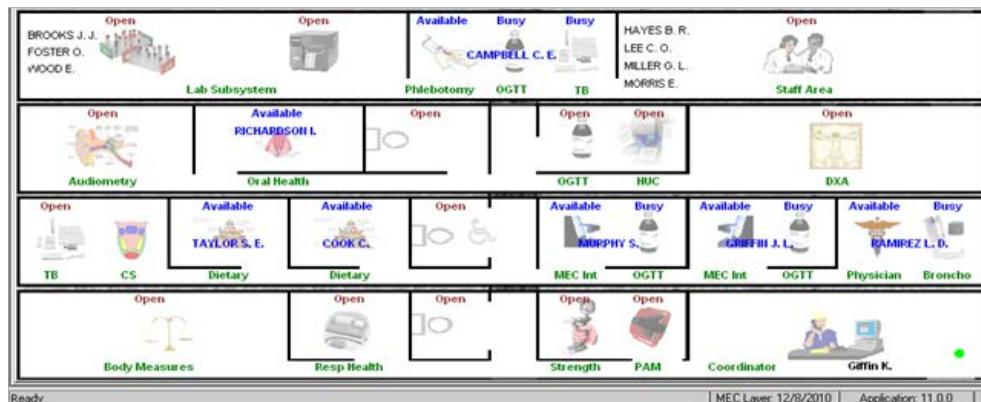 Open Open Available Busy Busy Open
BROOKS J. J.
FOSTER O.
WOOD E.
CAMPBELL C. E.
HAYES B. R.
LEE C. O.
MILLER G. L.
MORRIS E.
Lab Subsystem Phlebotomy OGTT TB Staff Area
Open Available Open Open Open Open
RICHARDSON I.
Audiometry Oral Health OGTT HUC DXA
Open Available Available Open Available Busy Available Busy Available Busy
TAYLOR S. E. COOK C. MURPHY S. GRIFFIN J. L. RAMIREZ L. D.
TB CS Dietary Dietary MEC Int OGTT MEC Int OGTT Physician Broncho
Open Open Open Open Open
Body Measures Resp Health Strength PAM Coordinator Giffin K.
Ready MEC Layer: 12/8/2010 Application: 11.0.0